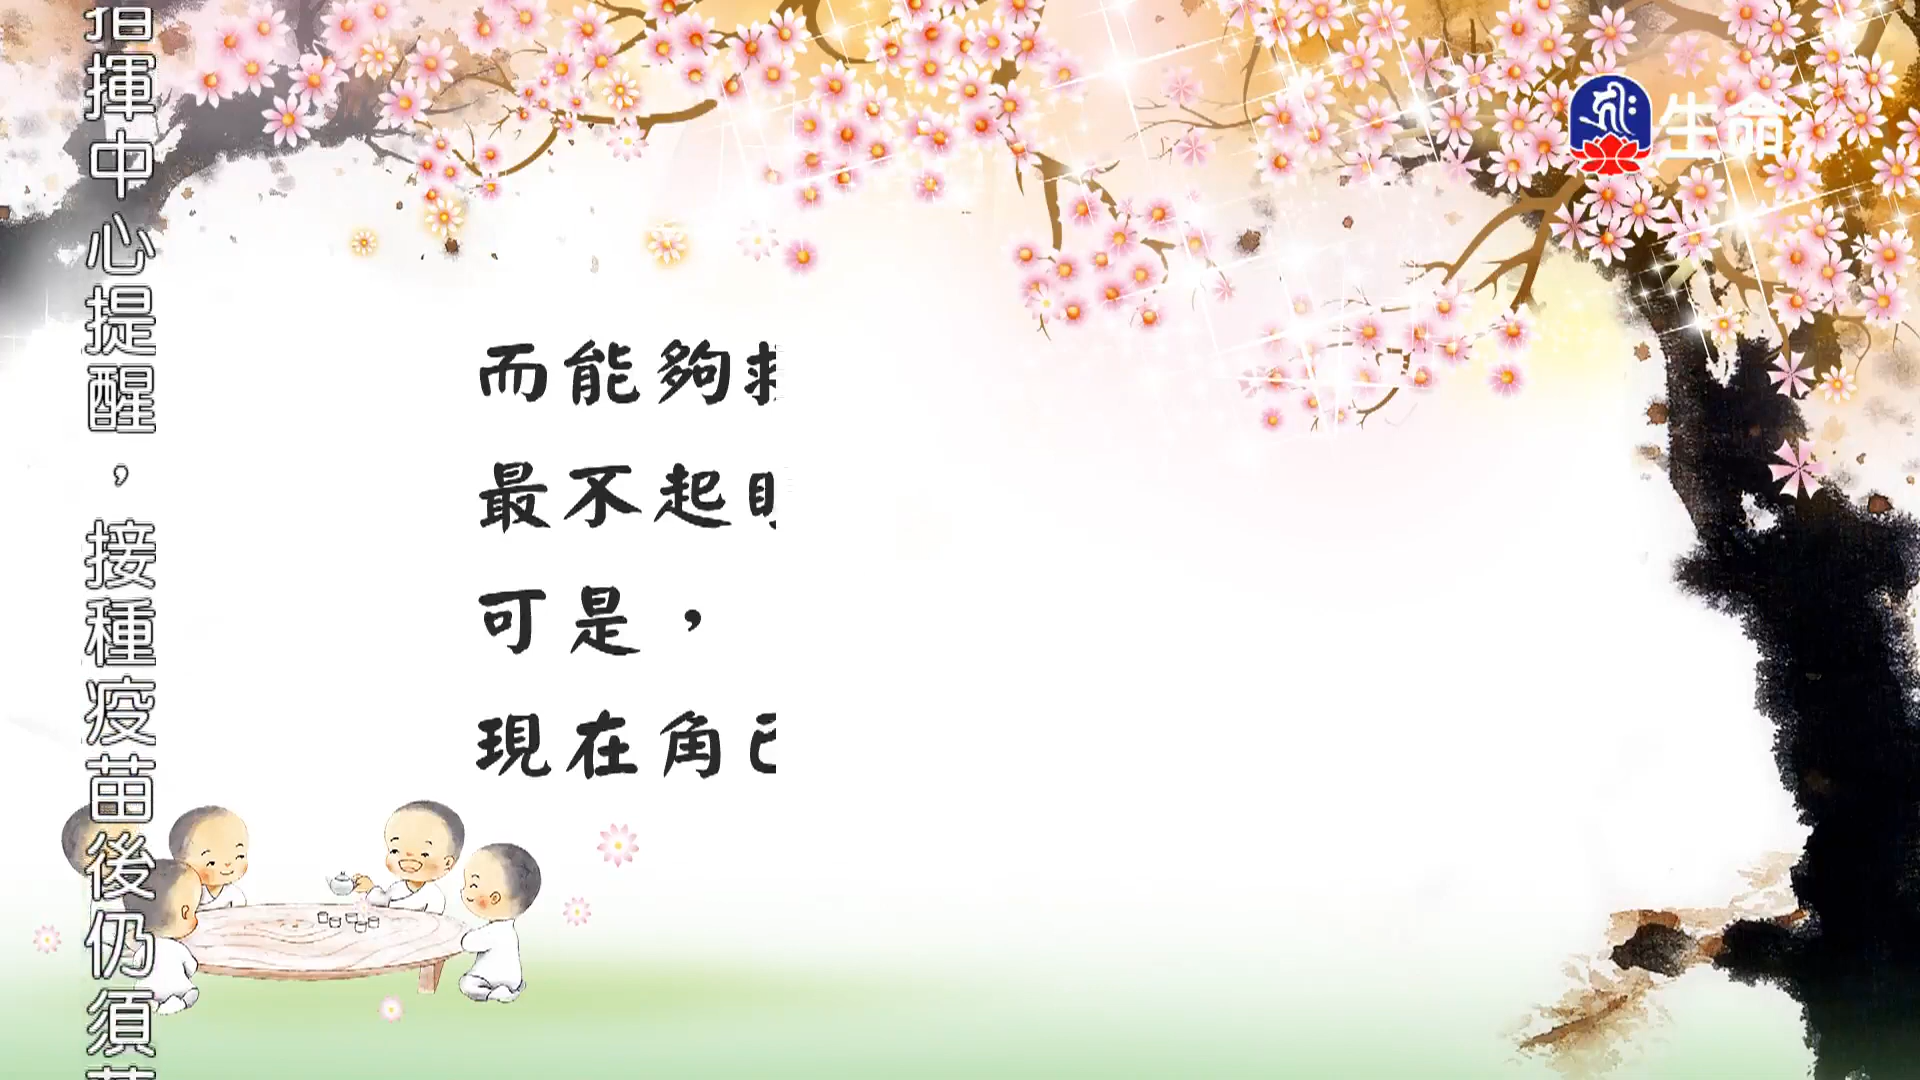 指揮中心提醒，接種疫苗後仍須
生命
而能夠
最不起
可是，
現在角